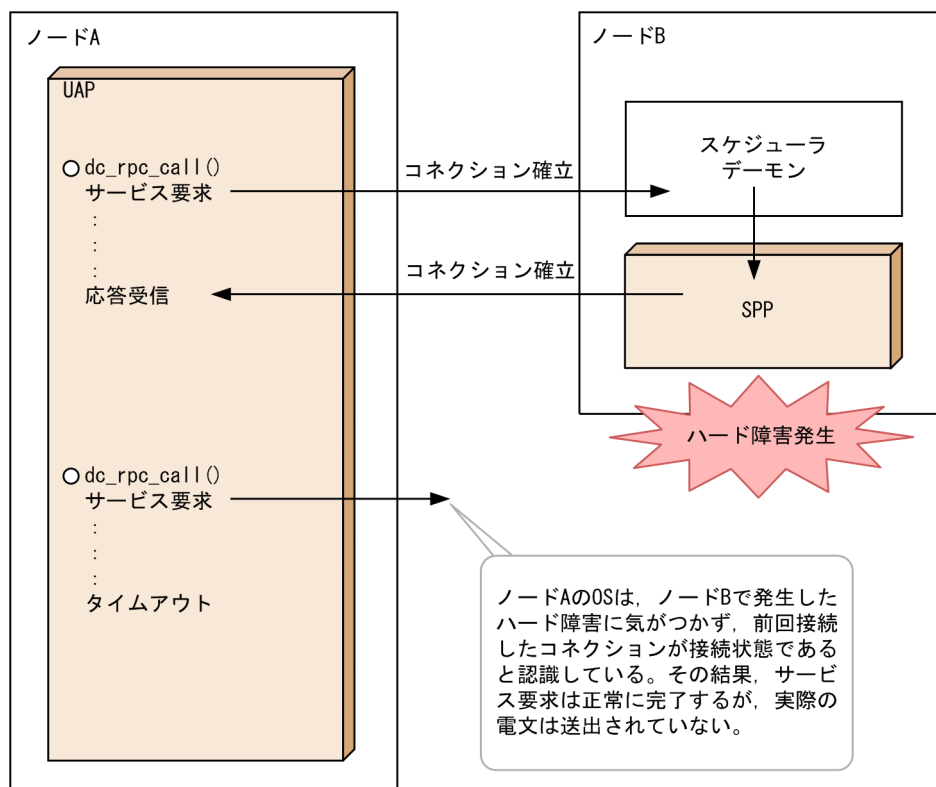 ノードA
UAP
dc_rpc_call()
サービス要求
:
:
:
応答受信
dc_rpc_call()
サービス要求
:
:
:
タイムアウト
コネクション確立
コネクション確立
ノードB
スケジューラ
デーモン
SPP
ハード障害発生
ノードAのOSは，ノードBで発生した
ハード障害に気がつかず，前回接続
したコネクションが接続状態である
と認識している。その結果，サービ
ス要求は正常に完了するが，実際の
電文は送出されていない。